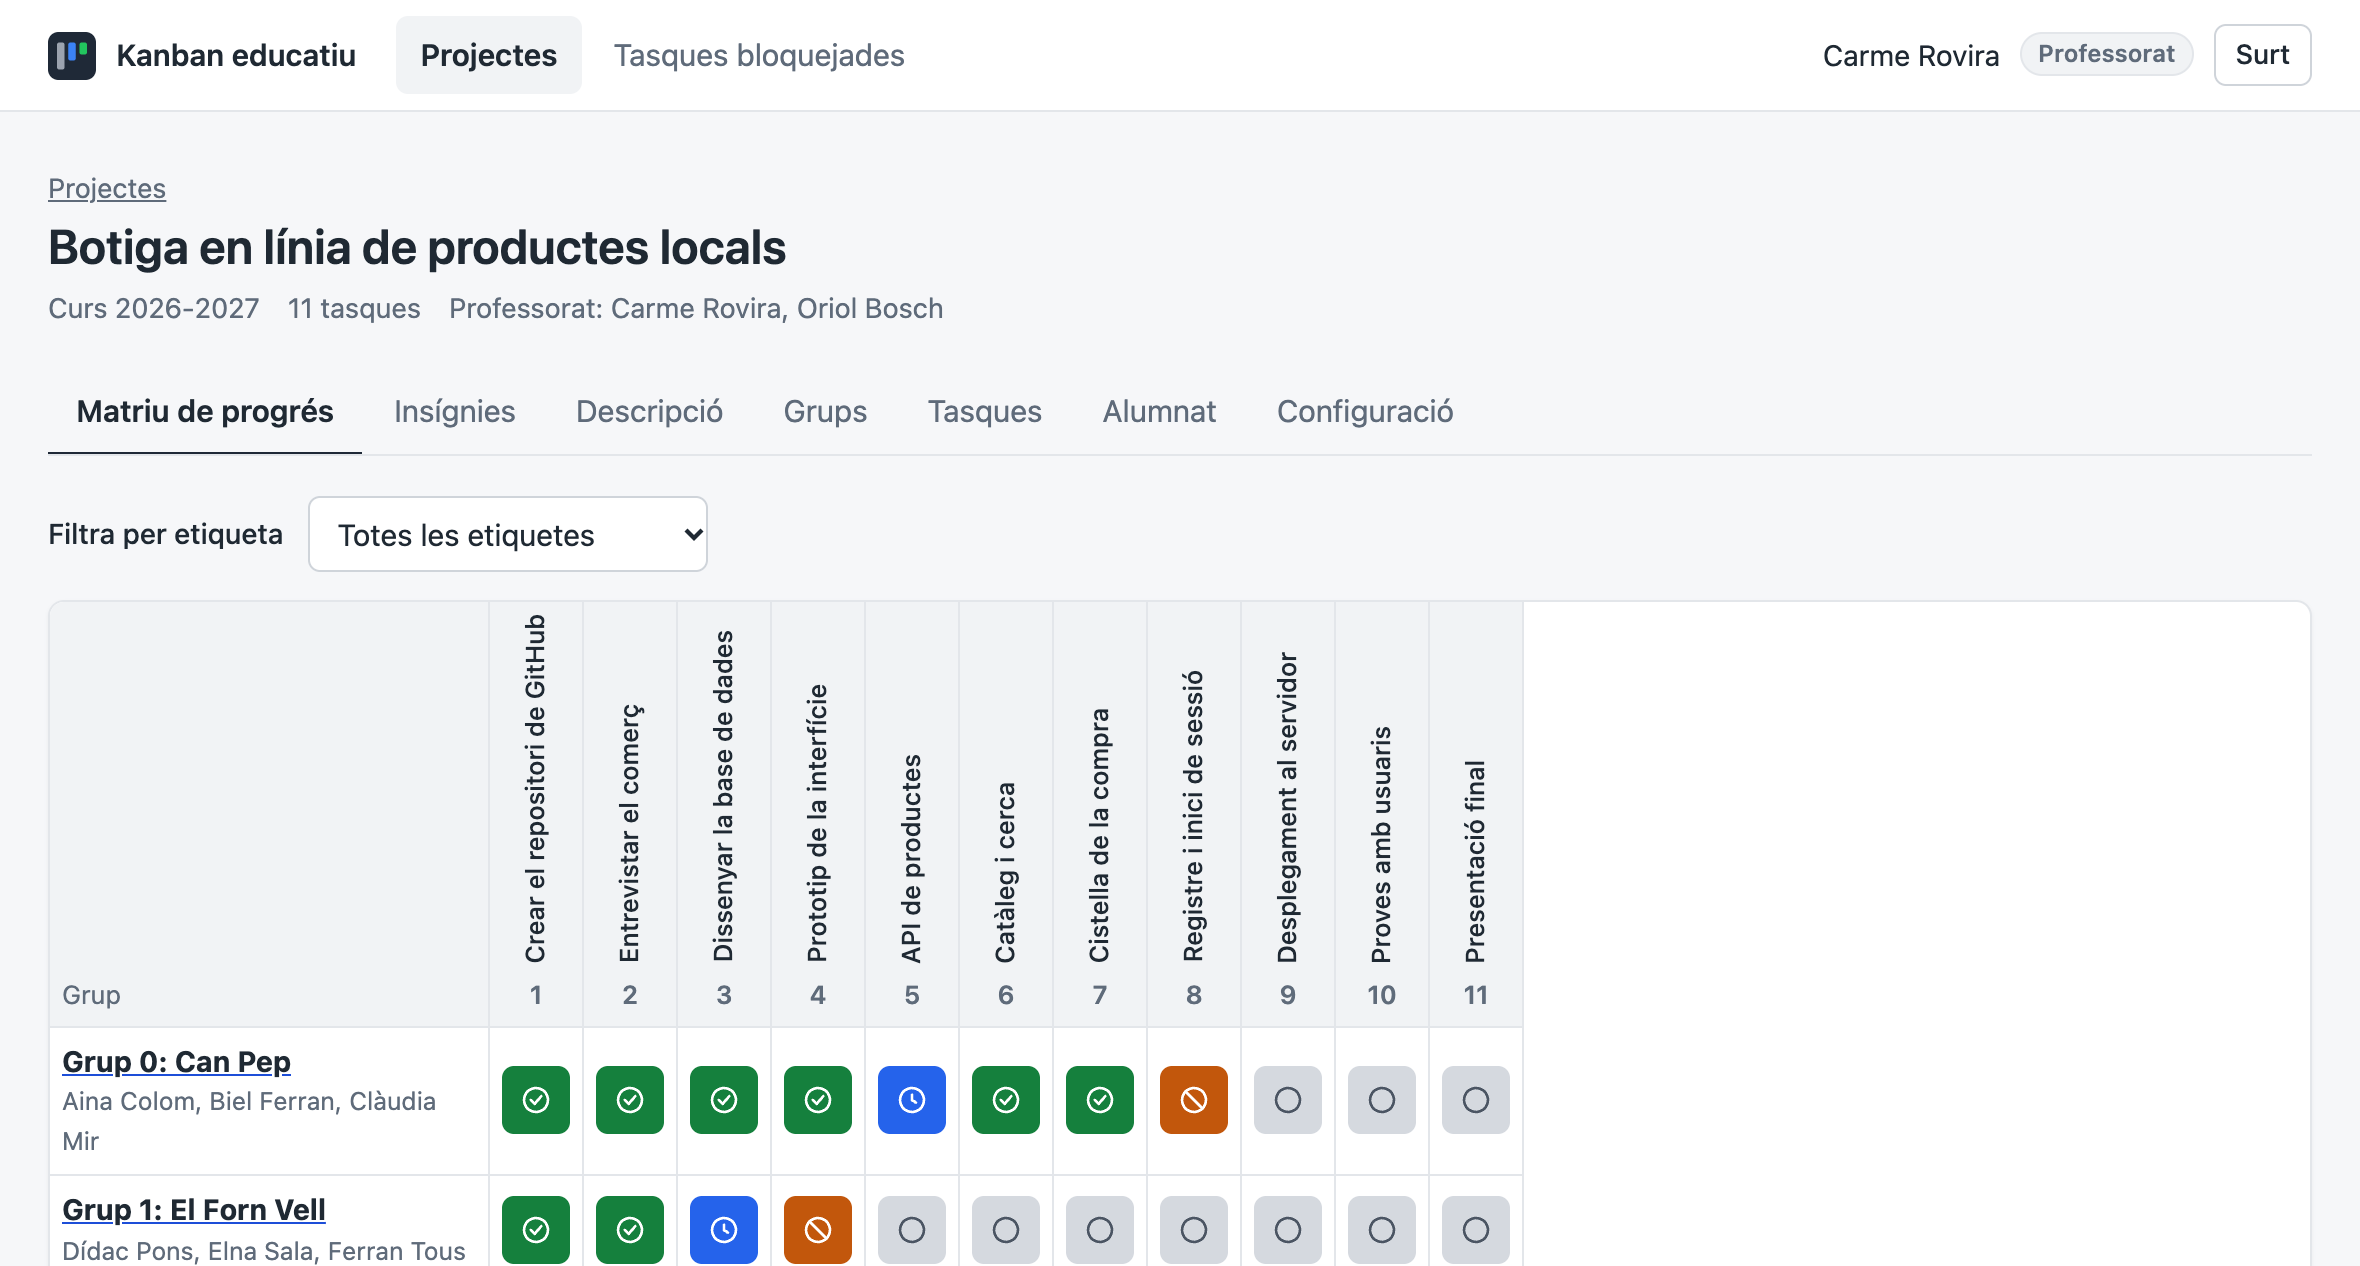 Kanban educatiu
Projectes
Tasques bloquejades
Carme Rovira
Professorat
Surt
Projectes
Botiga en línia de productes locals
Curs 2026-2027 11 tasques Professorat: Carme Rovira, Oriol Bosch
Matriu de progrés
Insígnies
Descripció
Grups
Tasques
Alumnat
Configuració
Filtra per etiqueta
Totes les etiquetes
Grup
Crear el repositori de GitHub
1
Entrevistar el comerç
2
Dissenyar la base de dades
3
Prototip de la interfície
4
API de productes
5
Catàleg i cerca
6
Cistella de la compra
7
Registre i inici de sessió
8
Desplegament al servidor
9
Proves amb usuaris
10
Presentació final
11
Grup 0: Can Pep
Aina Colom, Biel Ferran, Clàudia
Mir
Grup 1: El Forn Vell
Dídac Pons, Elna Sala, Ferran Tous